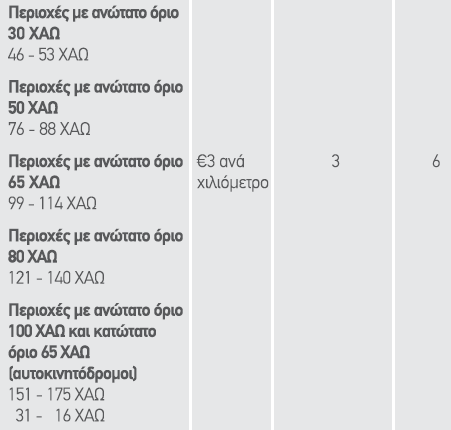 Περιοχές με ανώτατο όριο
30 ΧΑΩ
46 - 53 ΧΑΩ
Περιοχές με ανώτατο όριο
50 ΧΑΩ
76 - 88 ΧΑΩ
Περιοχές με ανώτατο όριο
65 ΧΑΩ
99 - 114 ΧΑΩ
Περιοχές με ανώτατο όριο
80 ΧΑΩ
121 - 140 ΧΑΩ
Περιοχές με ανώτατο όριο
100 ΧΑΩ και κατώτατο
όριο 65 ΧΑΩ
(αυτοκινητόδρομοι)
151 - 175 ΧΑΩ
31 - 16 ΧΑΩ
€3 ανά
χιλιόμετρο
3
6